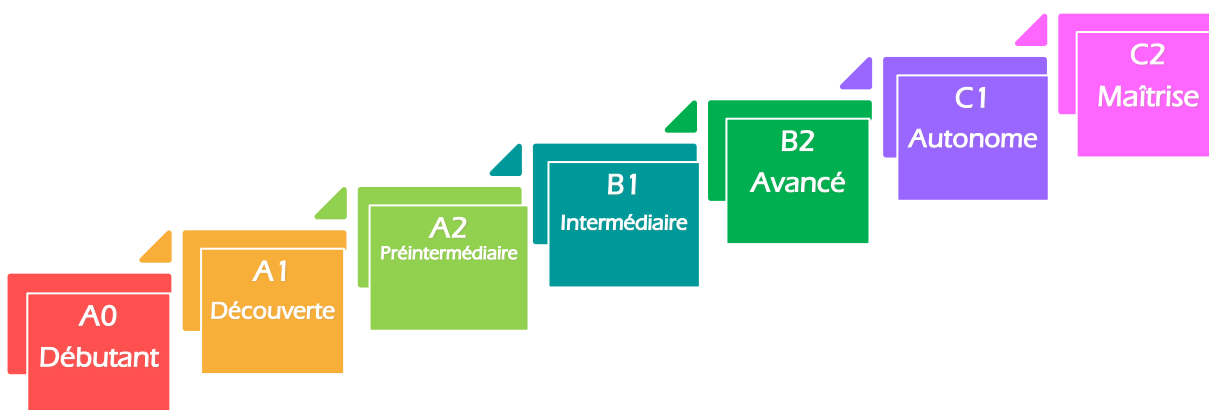 A0
Débutant
A1
Découverte
A2
Préintermédiaire
B1
Intermédiaire
B2
Avancé
C1
Autonome
C2
Maîtrise